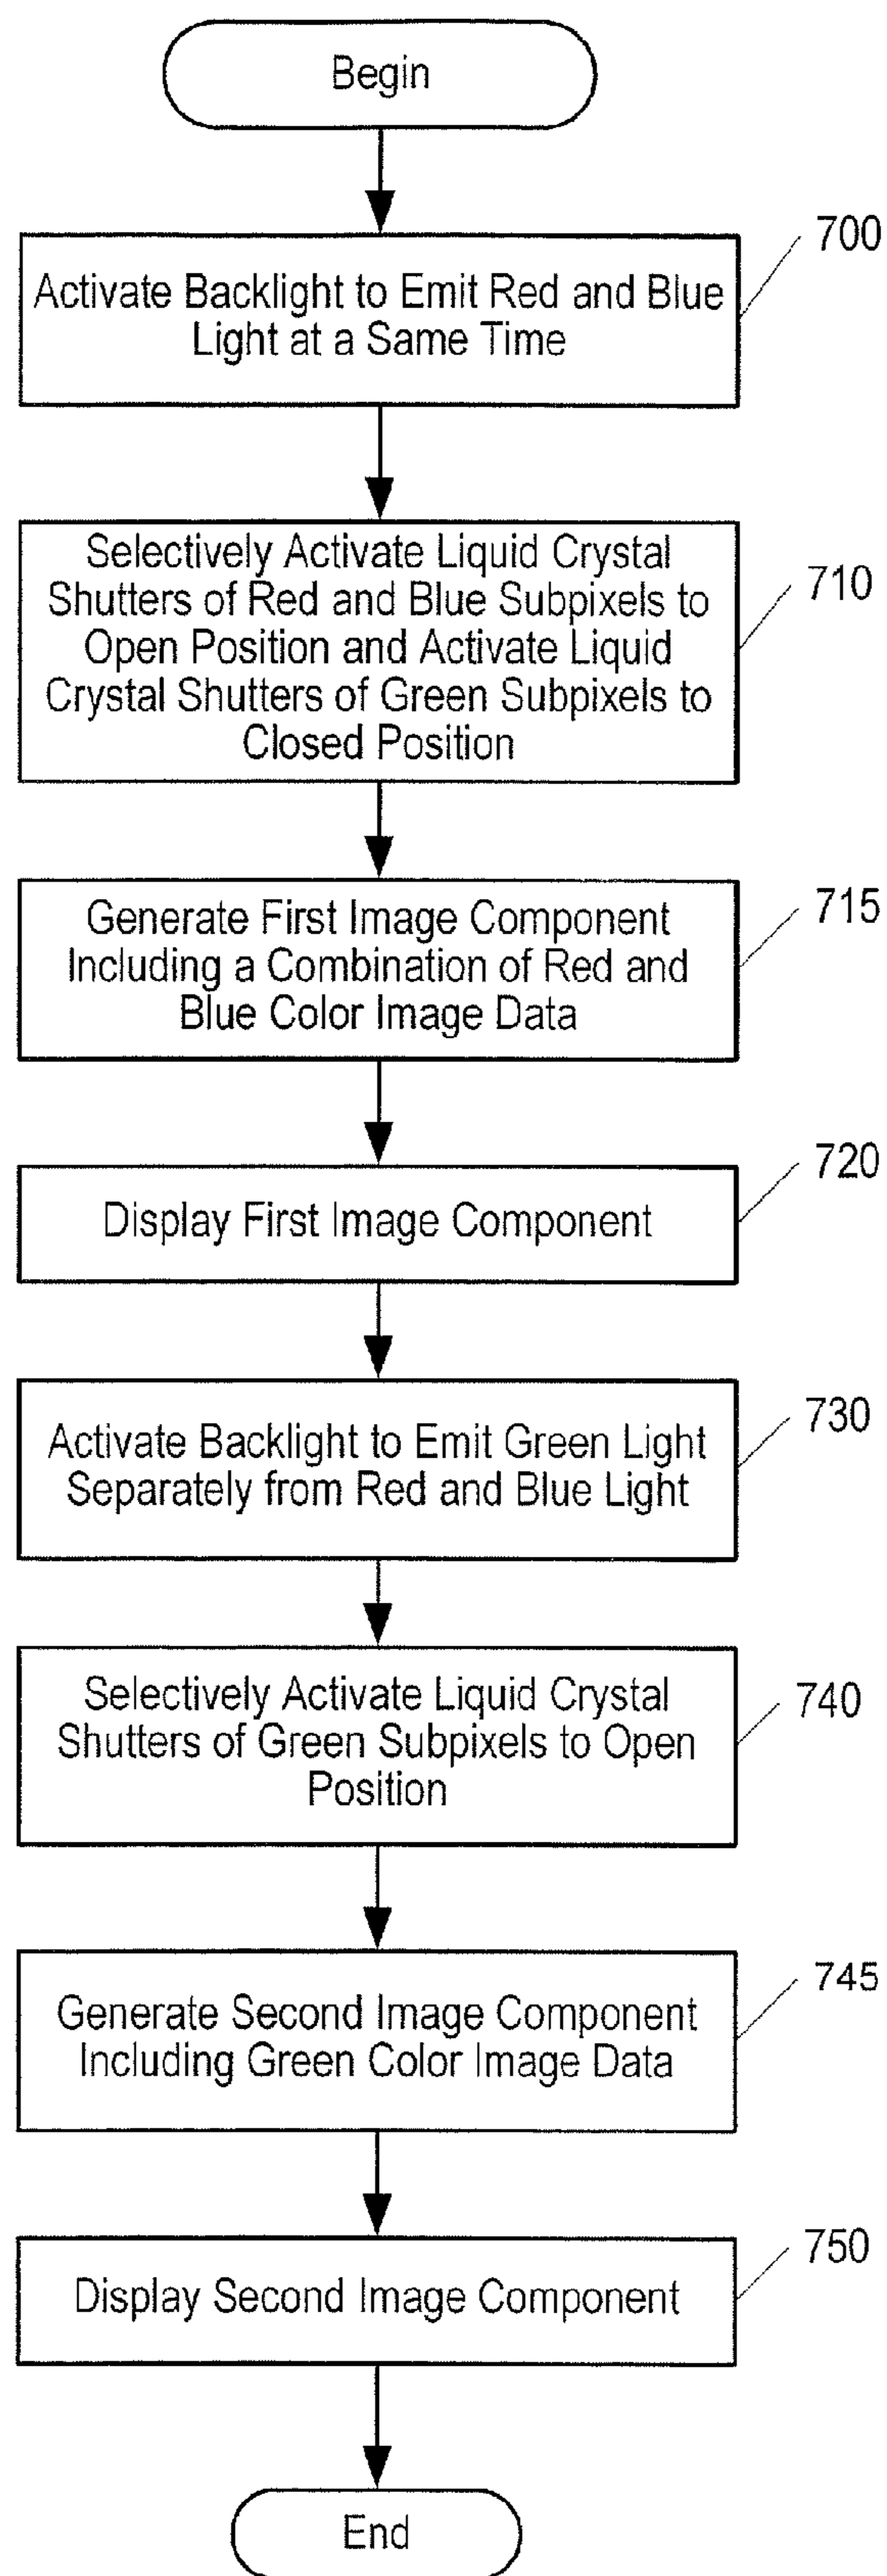 Begin
700
Activate Backlight to Emit Red and Blue
Light at a Same Time
710
Selectively Activate Liquid Crystal
Shutters of Red and Blue Subpixels to
Open Position and Activate Liquid
Crystal Shutters of Green Subpixels to
Closed Position
715
Generate First Image Component
Including a Combination of Red and
Blue Color Image Data
720
Display First Image Component
730
Activate Backlight to Emit Green Light
Separately from Red and Blue Light
740
Selectively Activate Liquid Crystal
Shutters of Green Subpixels to Open
Position
745
Generate Second Image Component
Including Green Color Image Data
750
Display Second Image Component
End